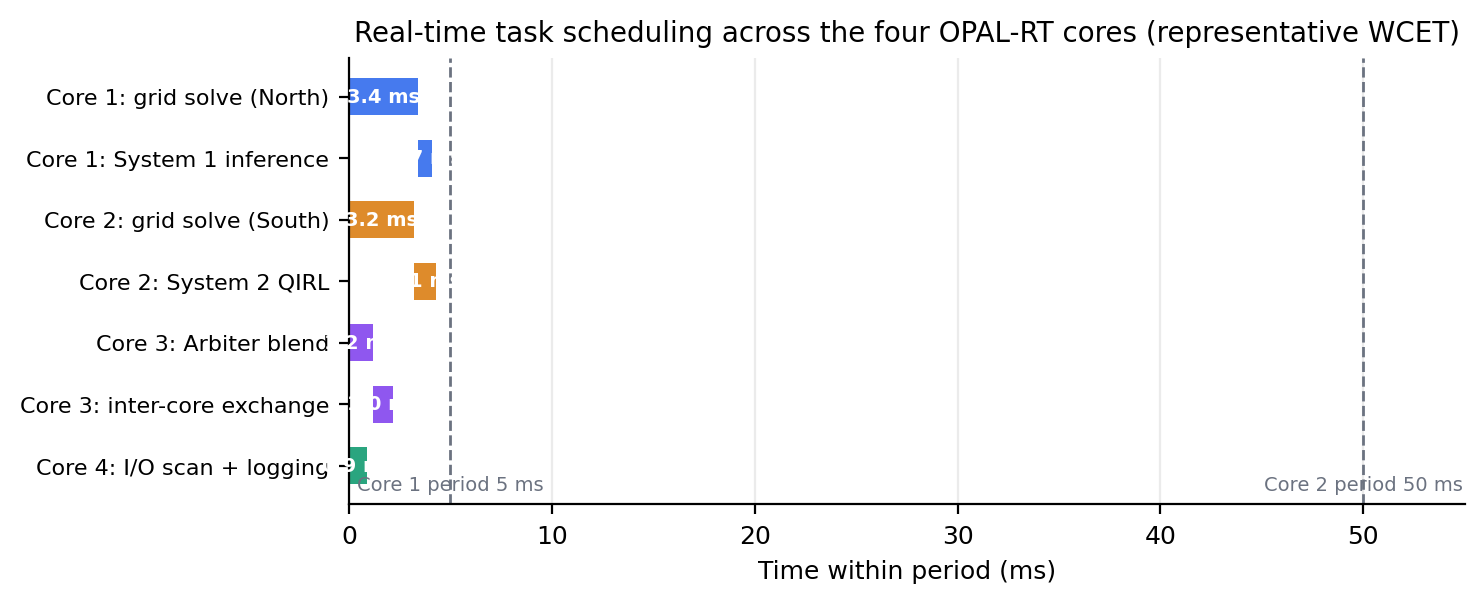 Real-time task scheduling across the four OPAL-RT cores (representative WCET)
Core 1: grid solve (North)
3.4 ms
Core 1: System 1 inference
Core 2: grid solve (South)
3.2 ms
Core 2: System 2 QIRL
Core 3: Arbiter blend
Core 3: inter-core exchange
Core 4: I/O scan + logging
Core 1 period 5 ms
Core 2 period 50 ms
0 10 20 30 40 50
Time within period (ms)